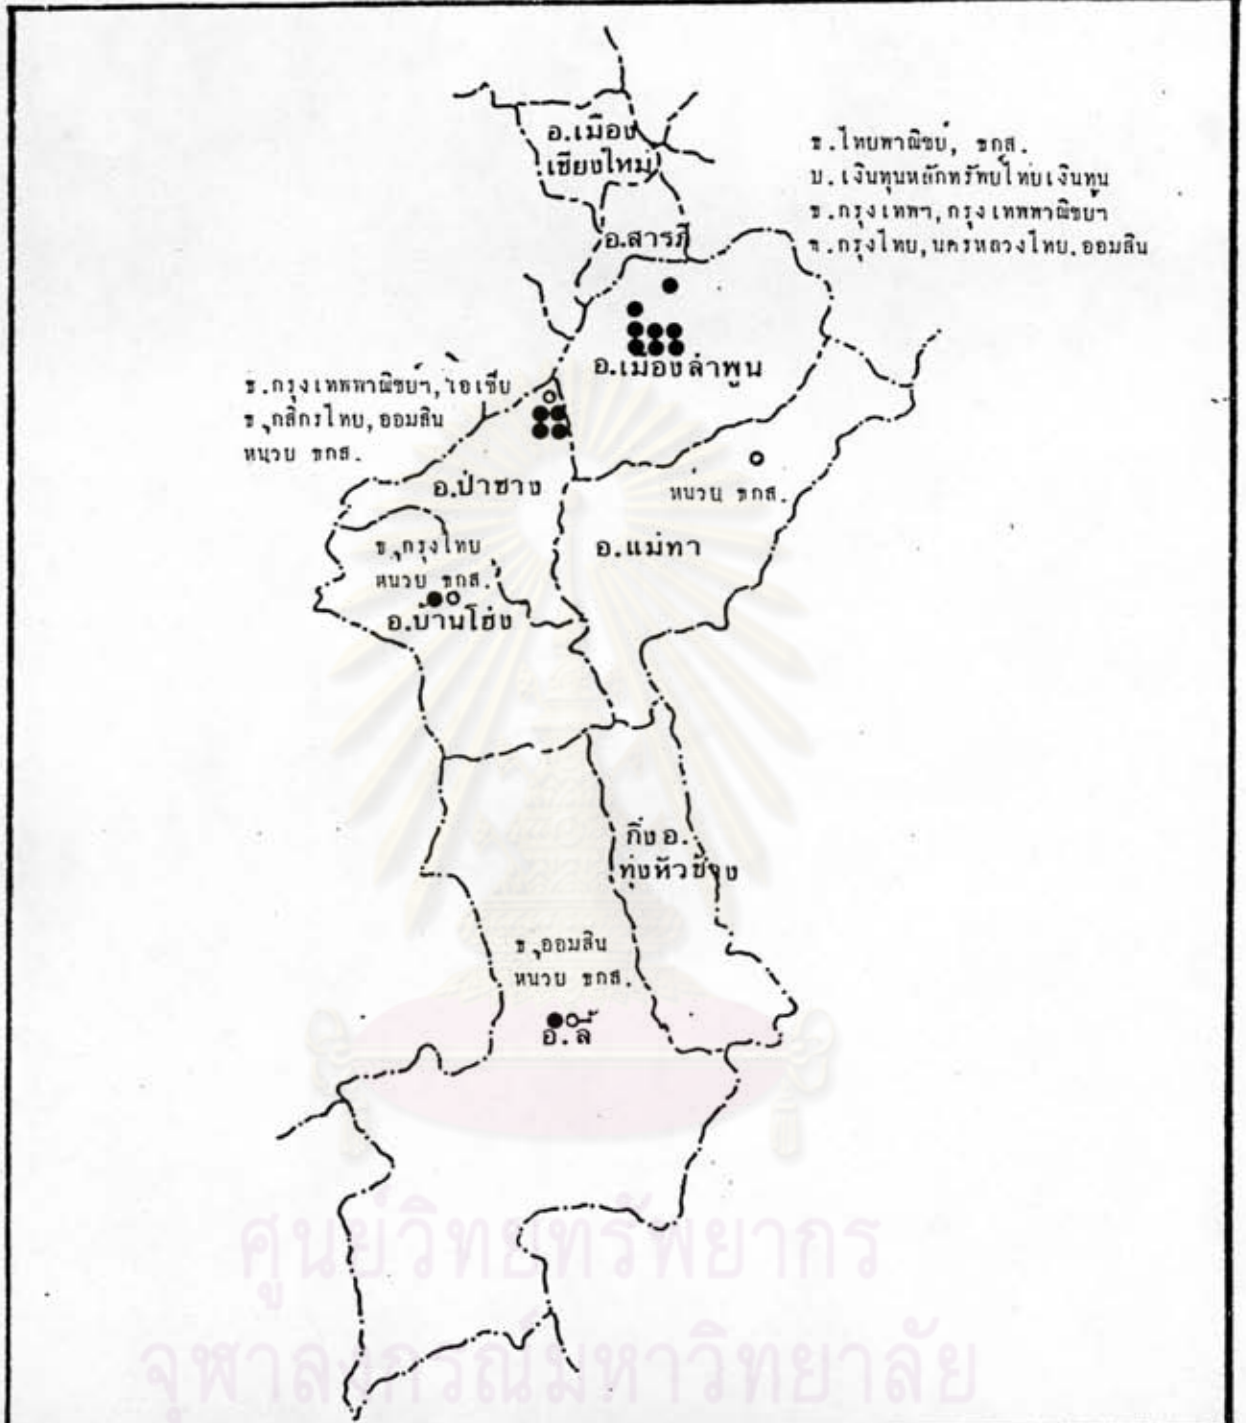 อ.เมือง
เชียงใหม่
ธ.ไทยพาณิชย์, ธกส.
บ.เงินทุนหลักทรัพย์ไทยเงินทุน
ธ.กรุงเทพฯ,กรุงเทพพาณิชย์ฯ
ธ.กรุงไทย,นครหลวงไทย.ออมสิน
อ.สารภี
อ.เมืองลำพูน
ธ.กรุงเทพพาณิชย์ฯ,เอเซีย
ธ.กสิกรไทย,ออมสิน
หน่วย ธกส.
อ.ป่าซาง
หน่วย ธกส.
อ.แม่ทา
ธ.กรุงไทย
หน่วย ธกส.
อ.บ้านโฮ่ง
กิ่งอ.
ทุ่งหัวช้าง
ธ.ออมสิน
หน่วย ธกส.
อ.ลี้
ศูนย์วิทยทรัพยากร
จุฬาลงกรณ์มหาวิทยาลัย